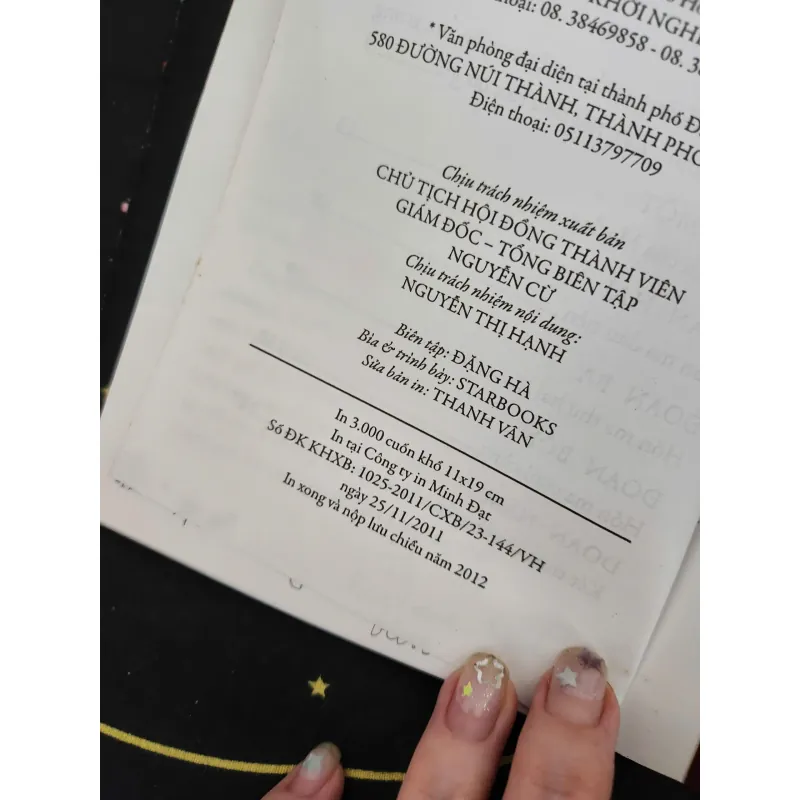 thoại: 08. 38469858 - 08.
* Văn phòng đại diện tại thành phố
580 ĐƯỜNG NÚI THÀNH, THÀNH PHỐ
Điện thoại: 05113797709
Chịu trách nhiệm xuất bản
CHỦ TỊCH HỘI ĐỒNG THÀNH VIÊN
GIÁM ĐỐC – TỔNG BIÊN TẬP
NGUYỄN CỪ
Chịu trách nhiệm nội dung:
NGUYỄN THỊ HẠNH
Biên tập: ĐẶNG HÀ
Bìa & trình bày: STARBOOKS
Sửa bản in: THANH VÂN
In 3.000 cuốn khổ 11x19 cm
In tại Công ty in Minh Đạt
Số ĐK KHXB: 1025-2011/CXB/23-144/VH
ngày 25/11/2011
In xong và nộp lưu chiểu năm 2012